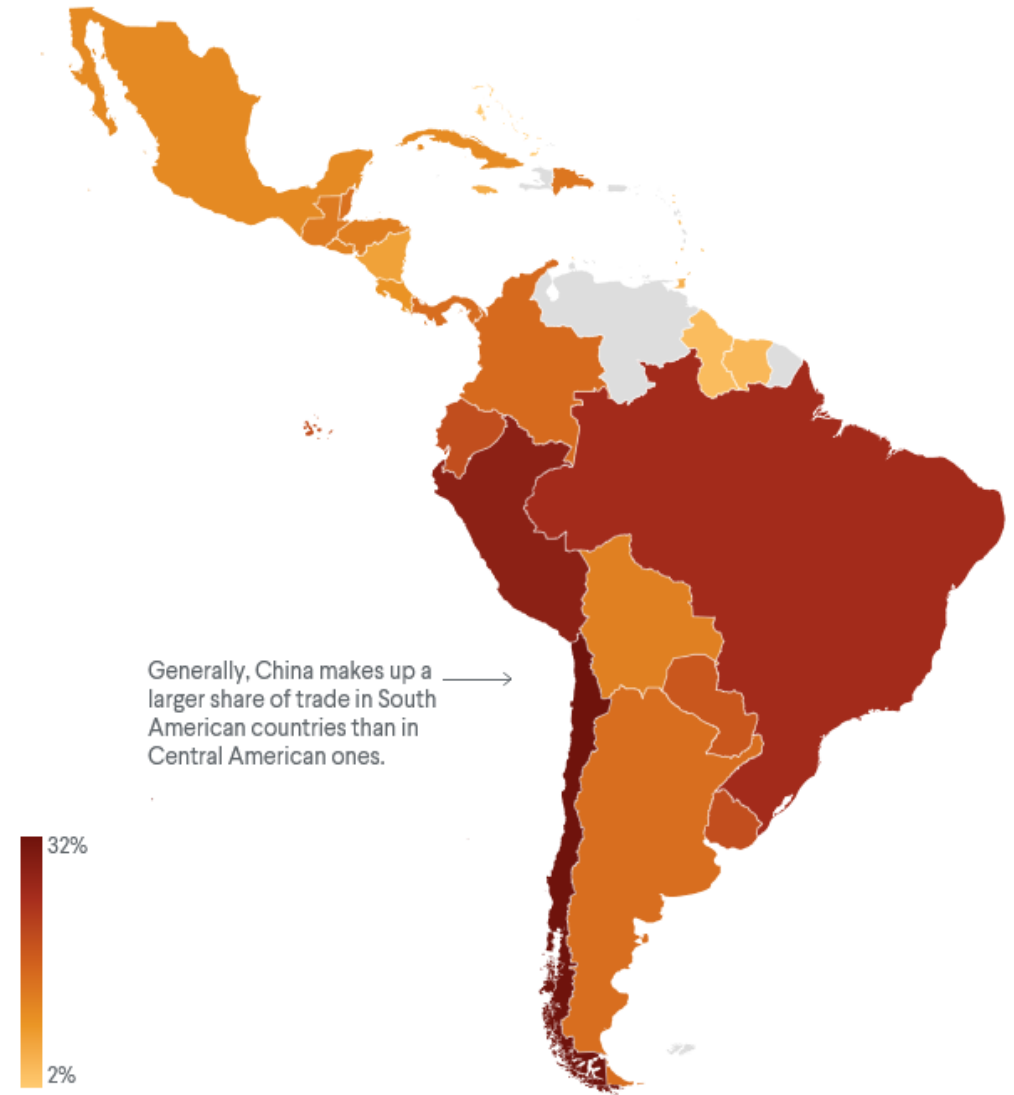 Generally, China makes up a
larger share of trade in South
American countries than in
Central American ones.
32%
2%